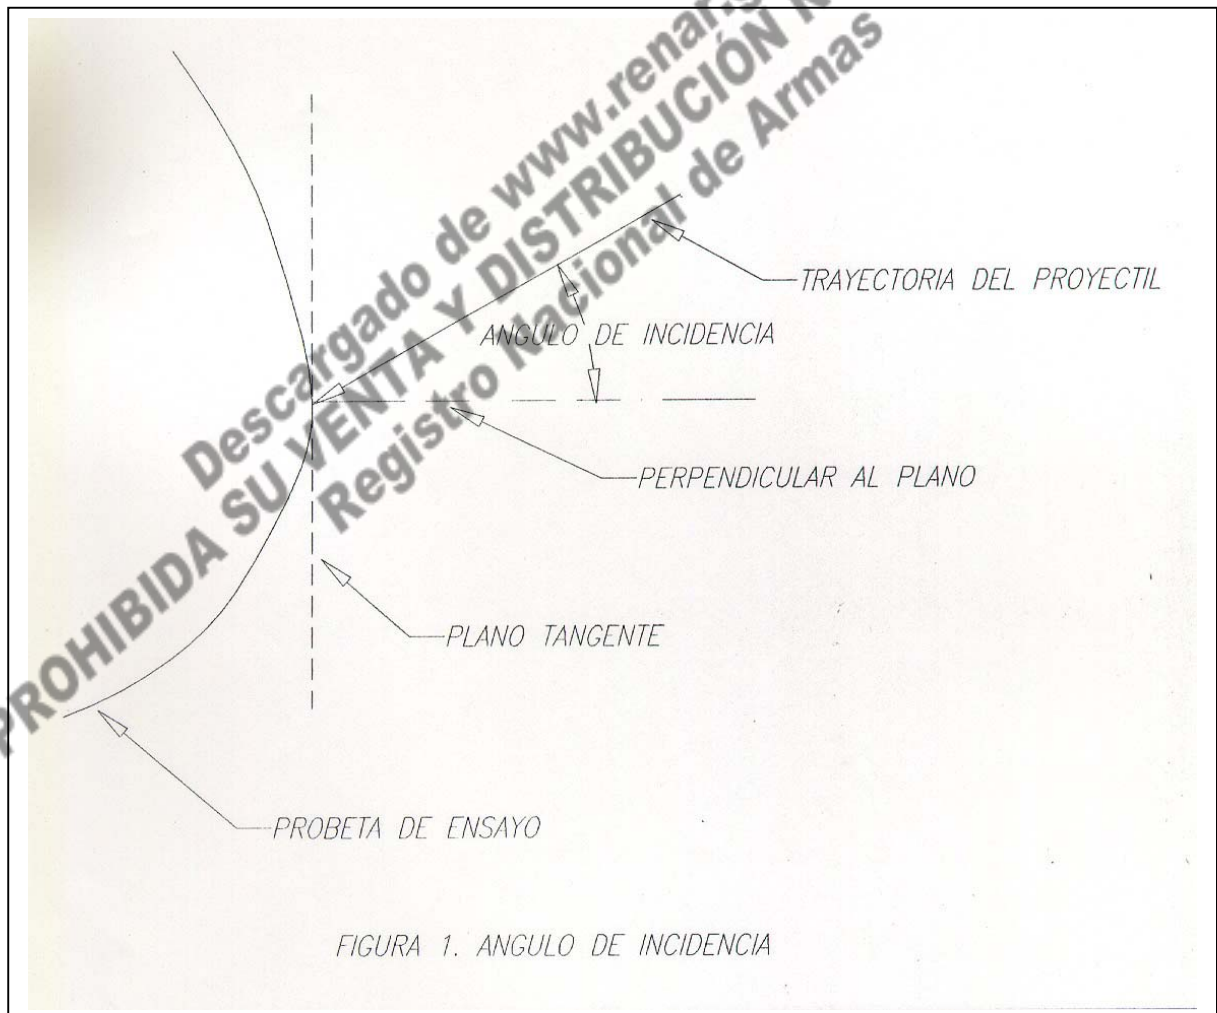 Descargado de www.renar.g
PROHIBIDA SU VENTA Y DISTRIBUCIÓN
Registro Nacional de Armas
TRAYECTORIA DEL PROYECTIL
ANGULO DE INCIDENCIA
PERPENDICULAR AL PLANO
PLANO TANGENTE
PROBETA DE ENSAYO
FIGURA 1. ANGULO DE INCIDENCIA